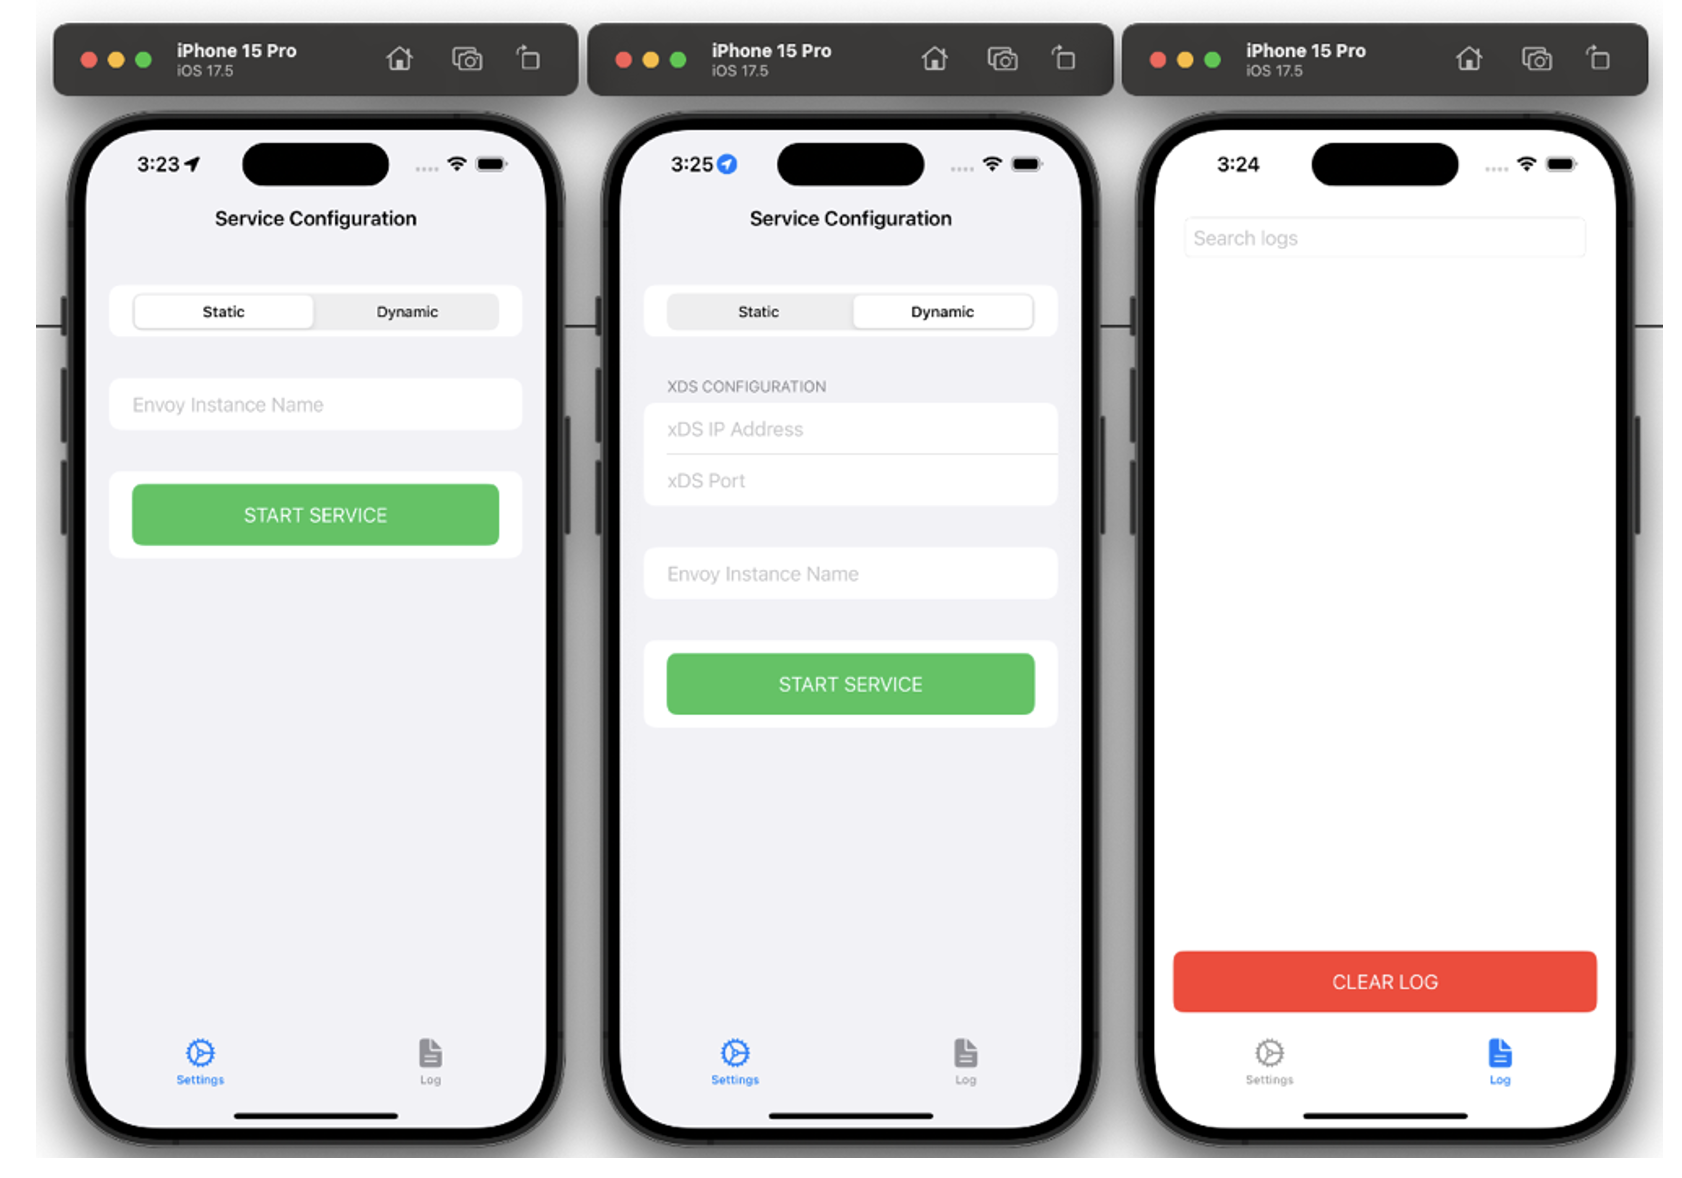 iPhone 15 Pro
iOS 17.5
3:23
Service Configuration
Static Dynamic
Envoy Instance Name
START SERVICE
Settings Log
iPhone 15 Pro
iOS 17.5
3:25
Service Configuration
Static Dynamic
XDS CONFIGURATION
xDS IP Address
xDS Port
Envoy Instance Name
START SERVICE
Settings Log
iPhone 15 Pro
iOS 17.5
3:24
Search logs
CLEAR LOG
Settings Log